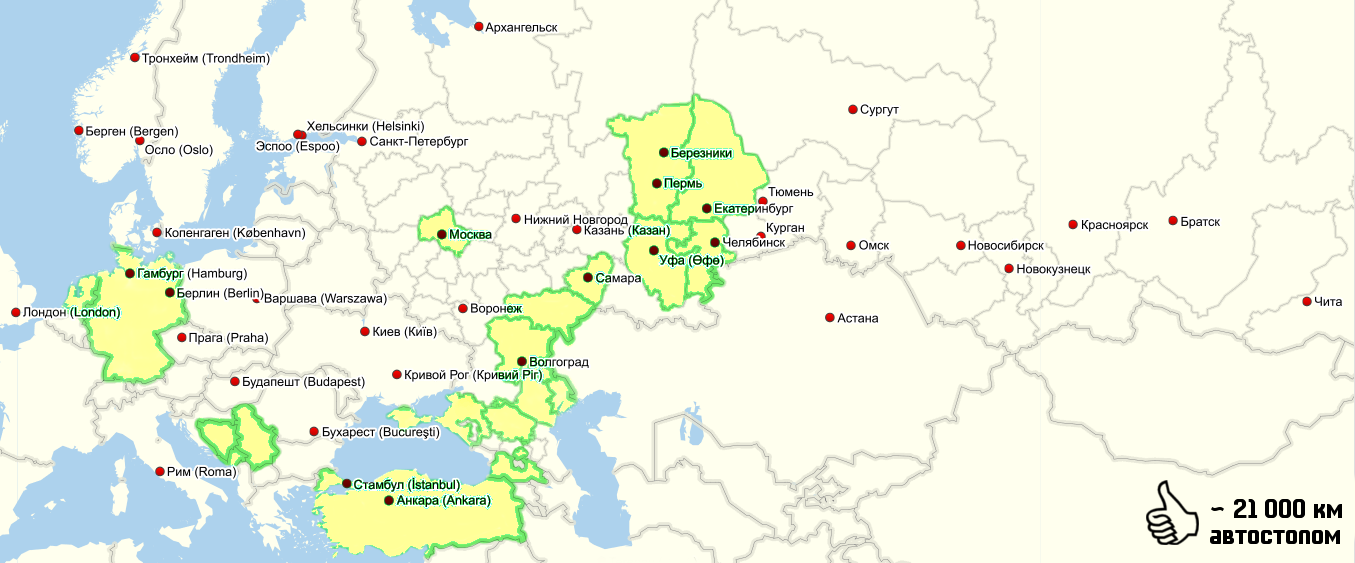 Архангельск
Тронхейм (Trondheim)
Сургут
Хельсинки (Helsinki)
Берген (Bergen)
Санкт-Петербург
Эспоо (Espoo)
Осло (Oslo)
Березники
Пермь
Тюмень
Екатеринбург
Нижний Новгород
Красноярск
Братск
Казань (Казан)
Курган
Копенгаген (København)
Москва
Челябинск
Омск
Новосибирск
Уфа (Өфө)
Новокузнецк
Гамбург (Hamburg)
Самара
Берлин (Berlin)
Варшава (Warszawa)
Чита
Воронеж
Лондон (London)
Астана
Киев (Київ)
Прага (Praha)
Волгоград
Кривой Рог (Кривий Ріг)
Будапешт (Budapest)
Бухарест (Bucureşti)
Рим (Roma)
Стамбул (İstanbul)
Анкара (Ankara)
~ 21 000 км
автостопом